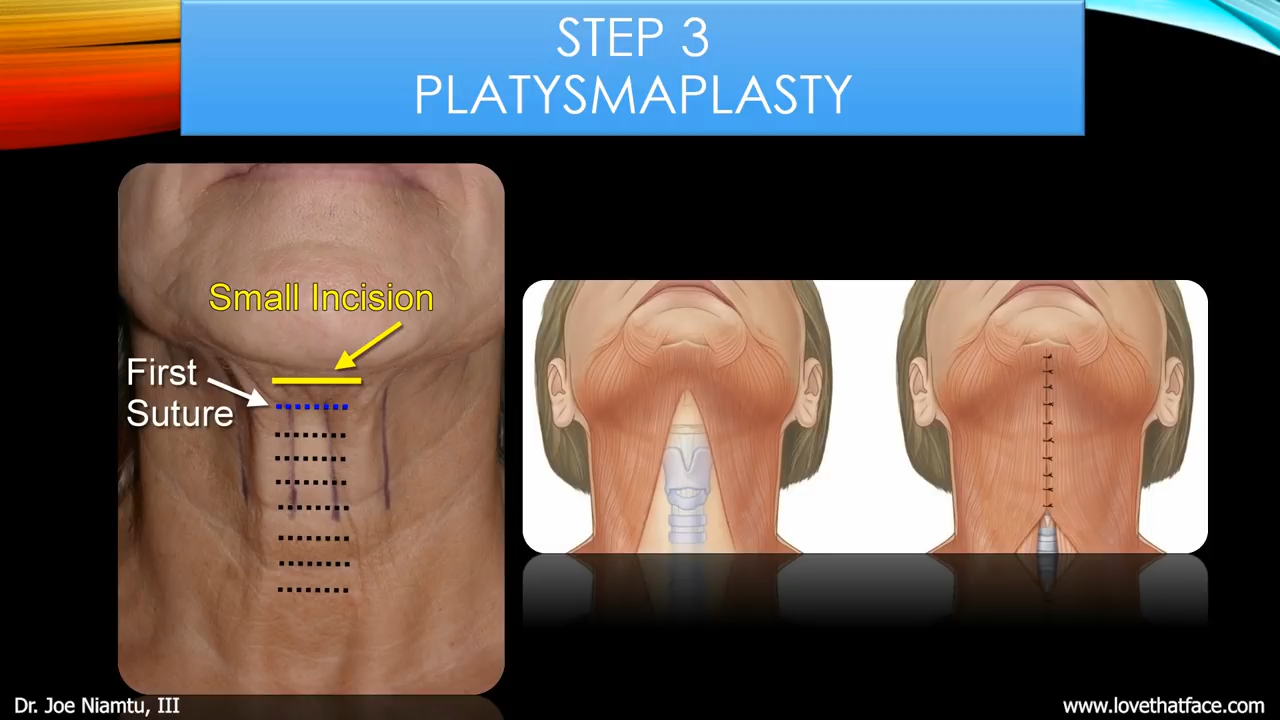 STEP 3
PLATYSMAPLASTY
Small Incision
First
Suture
Dr. Joe Niamtu, III
www.lovethatface.com